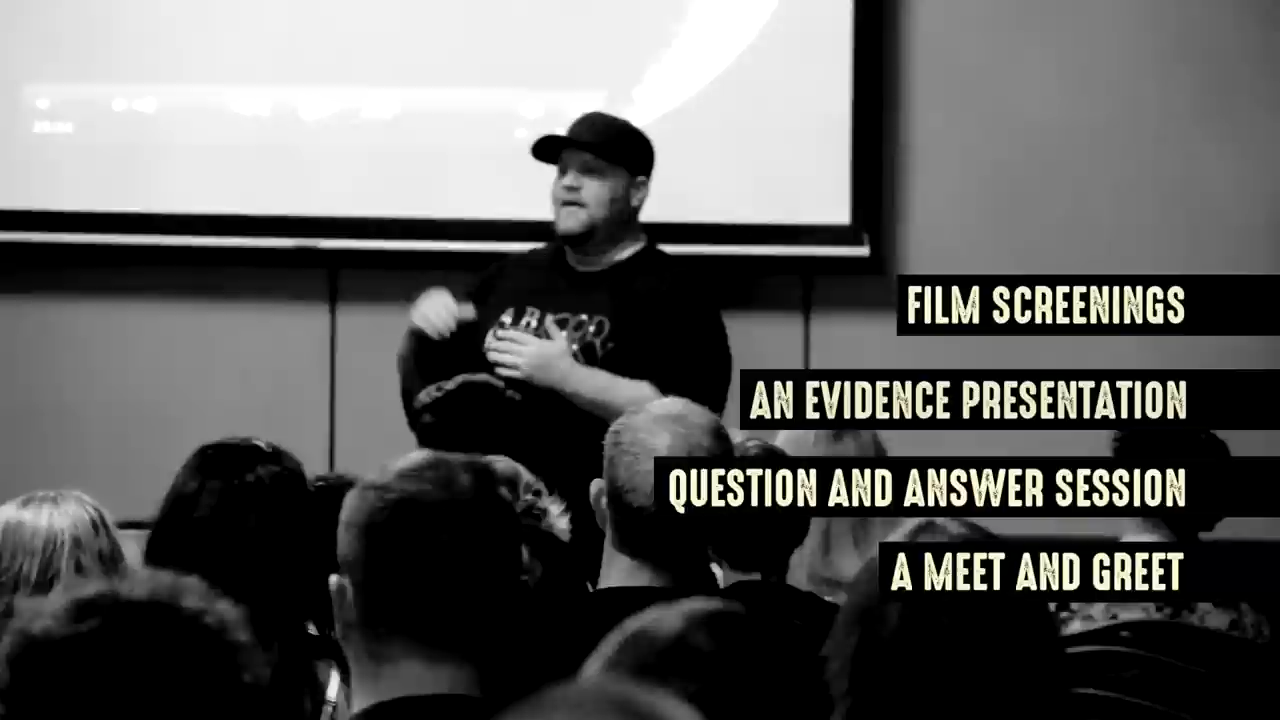 FILM SCREENINGS
AN EVIDENCE PRESENTATION
QUESTION AND ANSWER SESSION
A MEET AND GREET